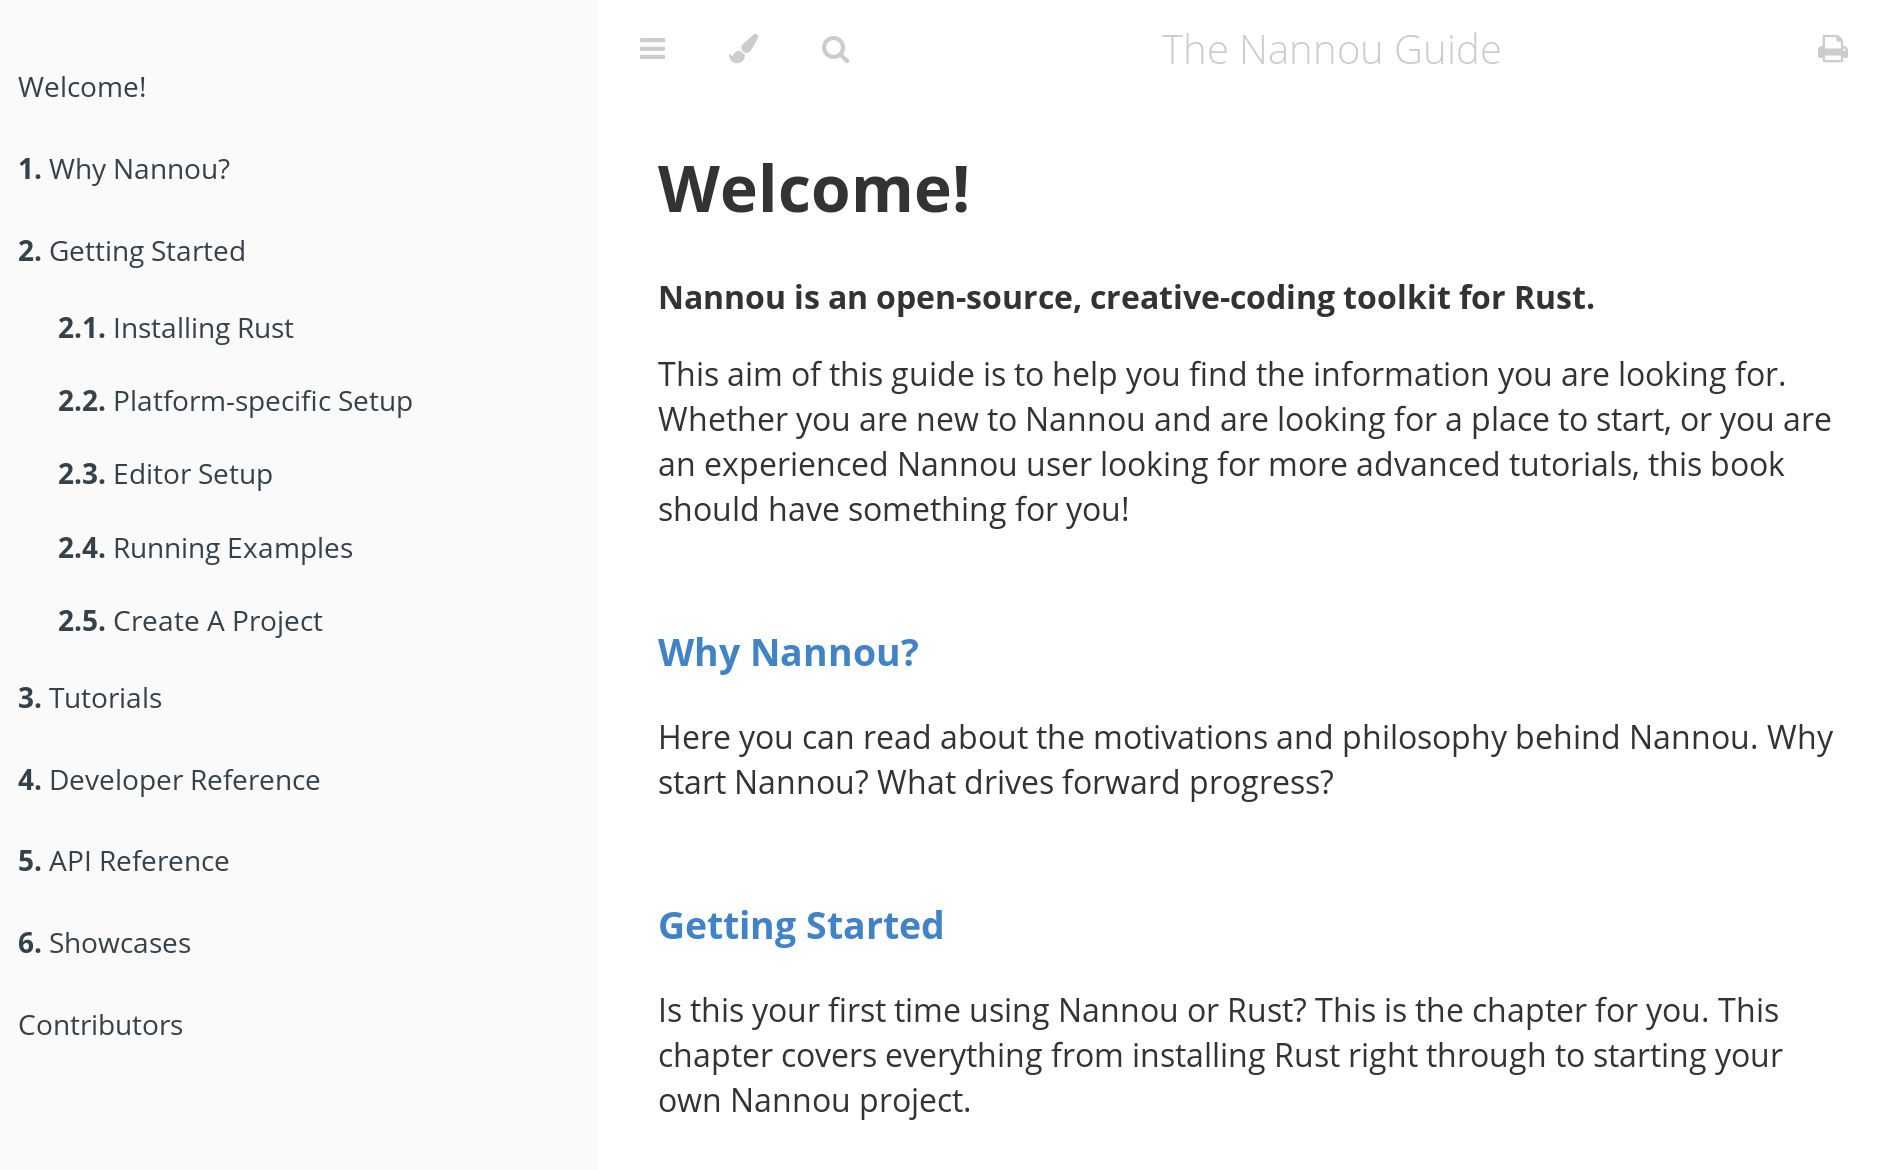 Welcome!
1. Why Nannou?
2. Getting Started
2.1. Installing Rust
2.2. Platform-specific Setup
2.3. Editor Setup
2.4. Running Examples
2.5. Create A Project
3. Tutorials
4. Developer Reference
5. API Reference
6. Showcases
Contributors
The Nannou Guide
Welcome!
Nannou is an open-source, creative-coding toolkit for Rust.
This aim of this guide is to help you find the information you are looking for.
Whether you are new to Nannou and are looking for a place to start, or you are
an experienced Nannou user looking for more advanced tutorials, this book
should have something for you!
Why Nannou?
Here you can read about the motivations and philosophy behind Nannou. Why
start Nannou? What drives forward progress?
Getting Started
Is this your first time using Nannou or Rust? This is the chapter for you. This
chapter covers everything from installing Rust right through to starting your
own Nannou project.